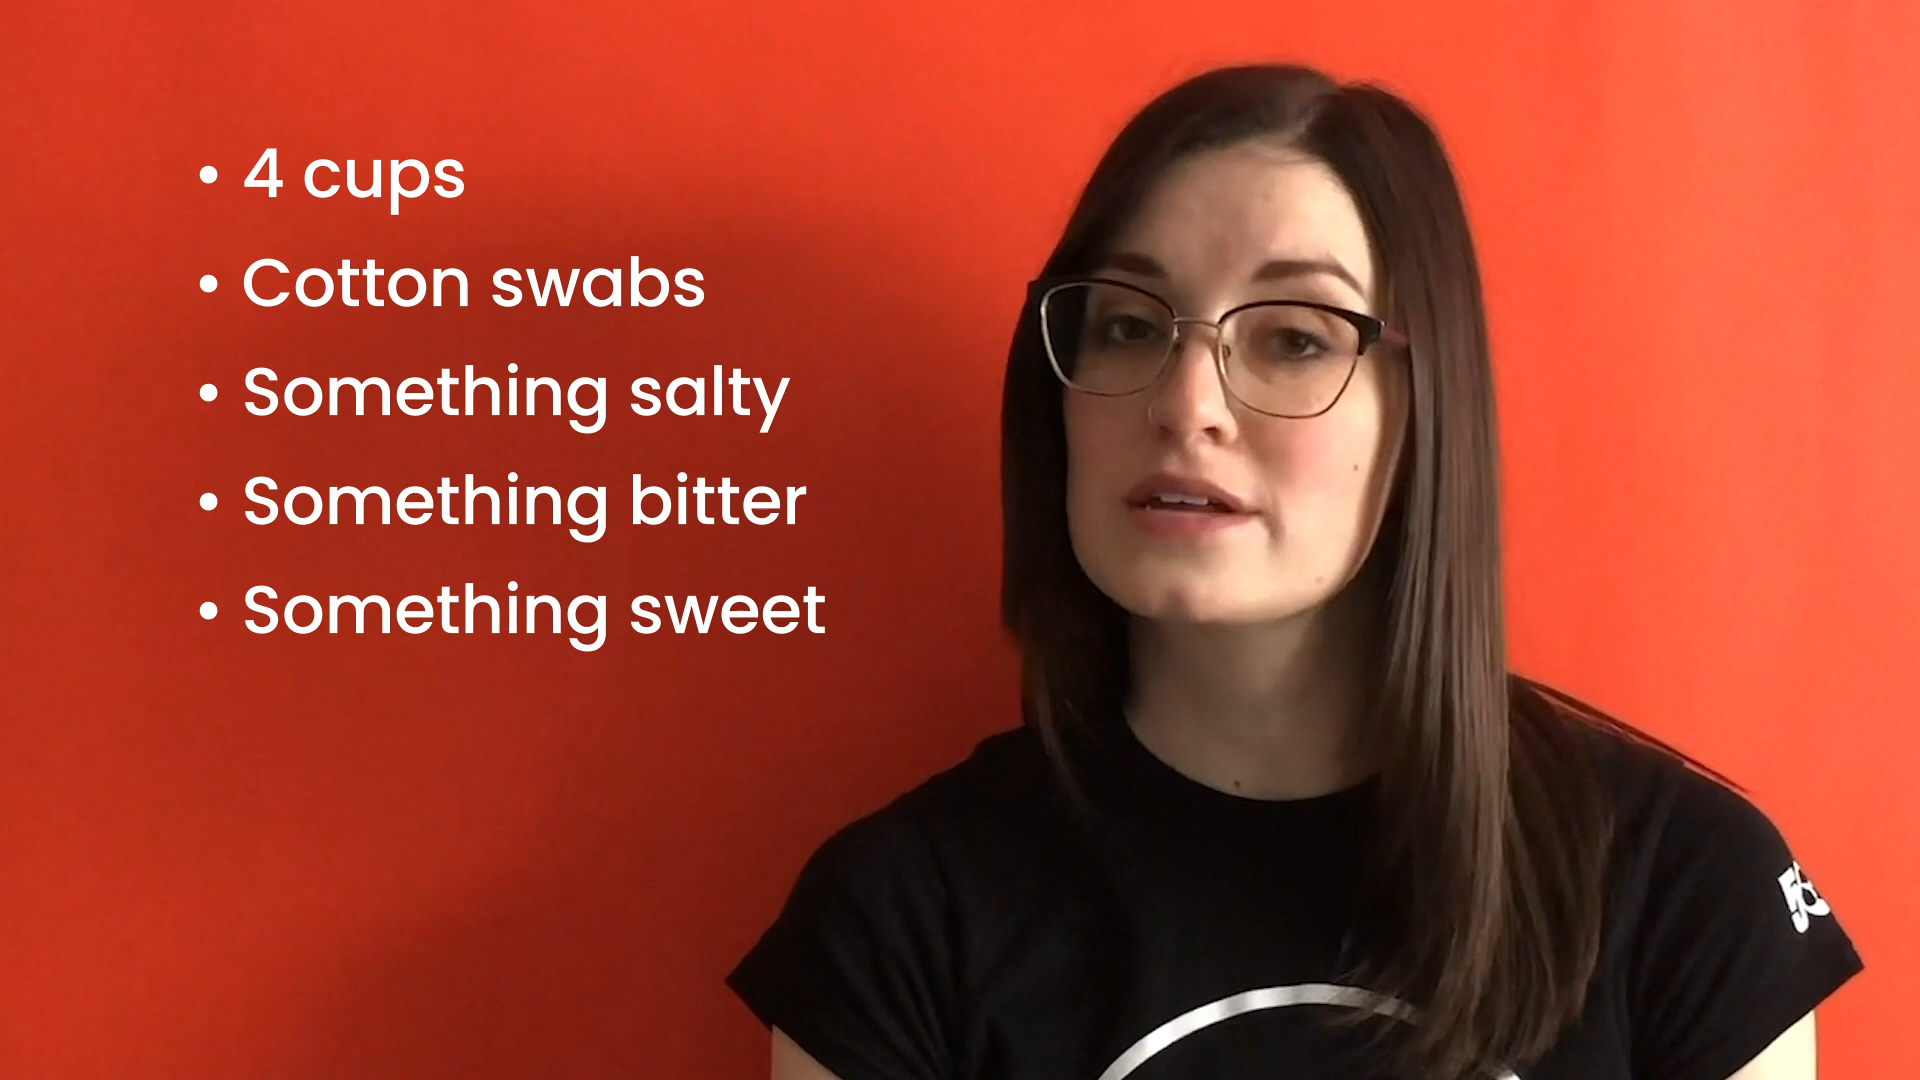 • 4 cups
• Cotton swabs
• Something salty
• Something bitter
• Something sweet